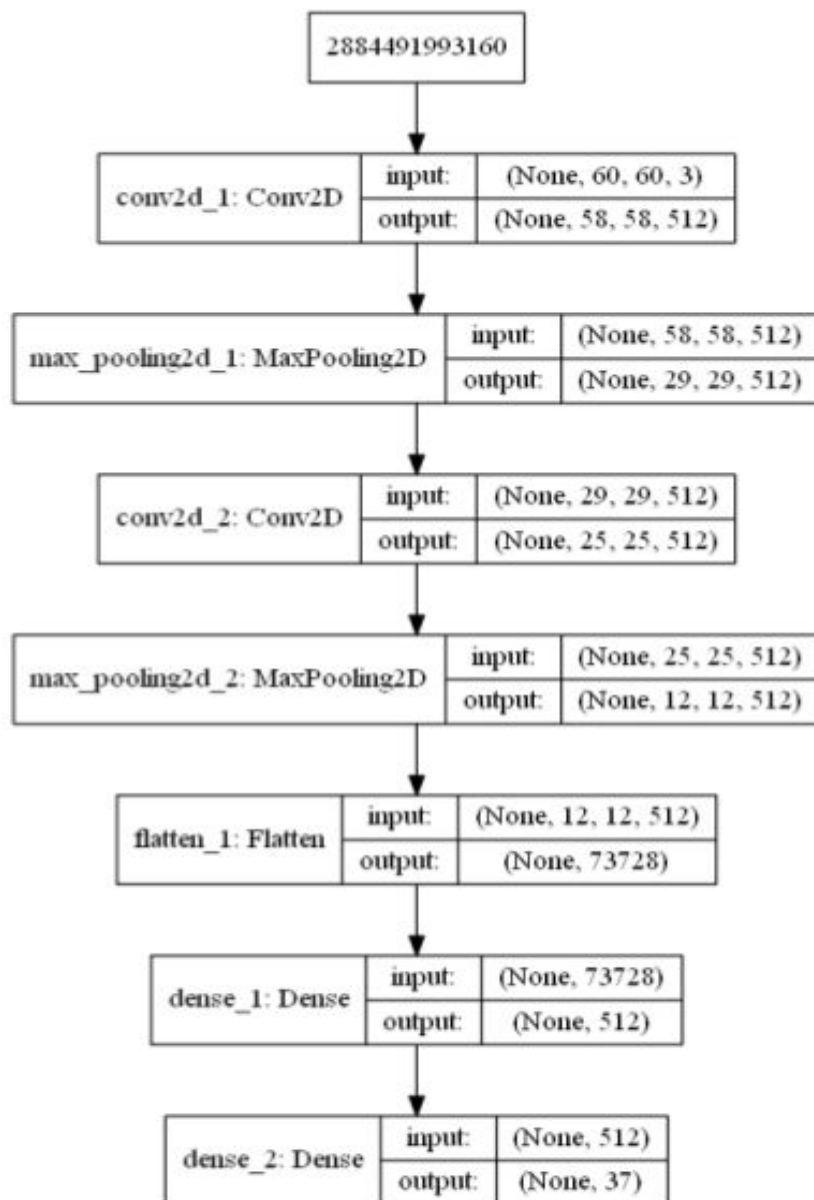 2884491993160
conv2d_1: Conv2D
input:
(None, 60, 60, 3)
output:
(None, 58, 58, 512)
max_pooling2d_1: MaxPooling2D
input:
(None, 58, 58, 512)
output:
(None, 29, 29, 512)
conv2d_2: Conv2D
input:
(None, 29, 29, 512)
output:
(None, 25, 25, 512)
max_pooling2d_2: MaxPooling2D
input:
(None, 25, 25, 512)
output:
(None, 12, 12, 512)
flatten_1: Flatten
input:
(None, 12, 12, 512)
output:
(None, 73728)
dense_1: Dense
input:
(None, 73728)
output:
(None, 512)
dense_2: Dense
input:
(None, 512)
output:
(None, 37)